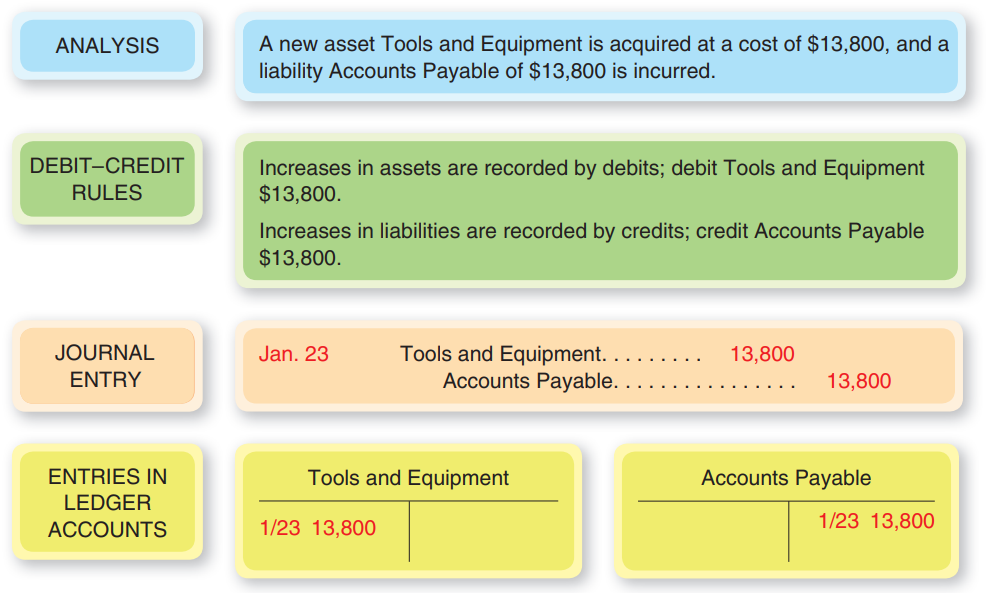 ANALYSIS
A new asset Tools and Equipment is acquired at a cost of $13,800, and a
liability Accounts Payable of $13,800 is incurred.
DEBIT–CREDIT
RULES
Increases in assets are recorded by debits; debit Tools and Equipment
$13,800.
Increases in liabilities are recorded by credits; credit Accounts Payable
$13,800.
JOURNAL
ENTRY
Jan. 23 Tools and Equipment. . . . . . . . . 13,800
Accounts Payable. . . . . . . . . . . . . . . . 13,800
ENTRIES IN
LEDGER
ACCOUNTS
Tools and Equipment
1/23 13,800
Accounts Payable
1/23 13,800